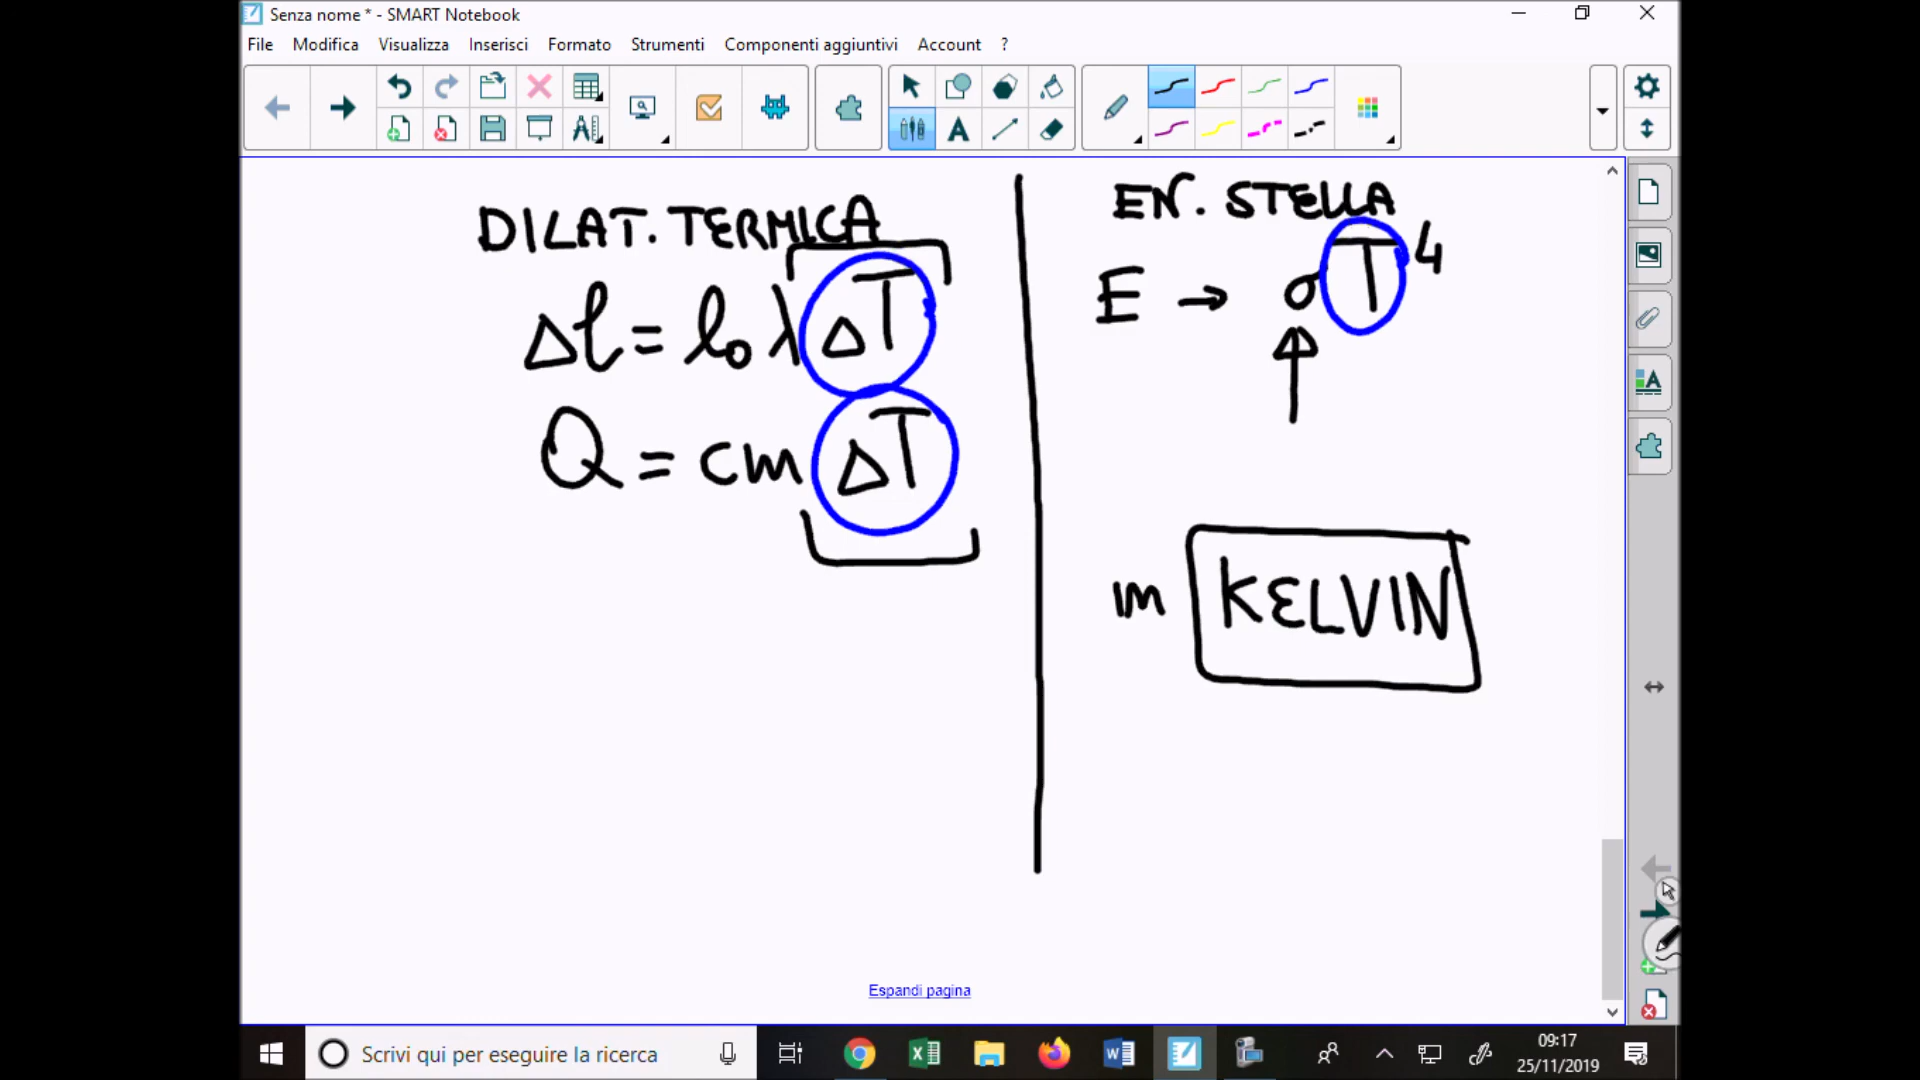 Senza nome * - SMART Notebook
File Modifica Visualizza Inserisci Formato Strumenti Componenti aggiuntivi Account ?
DILAT. TERMICA
Δl = l₀ λ ΔT
Q = cm ΔT
EN. STELLA
E → σT⁴
in KELVIN
Espandi pagina
Scrivi qui per eseguire la ricerca
09:17
25/11/2019